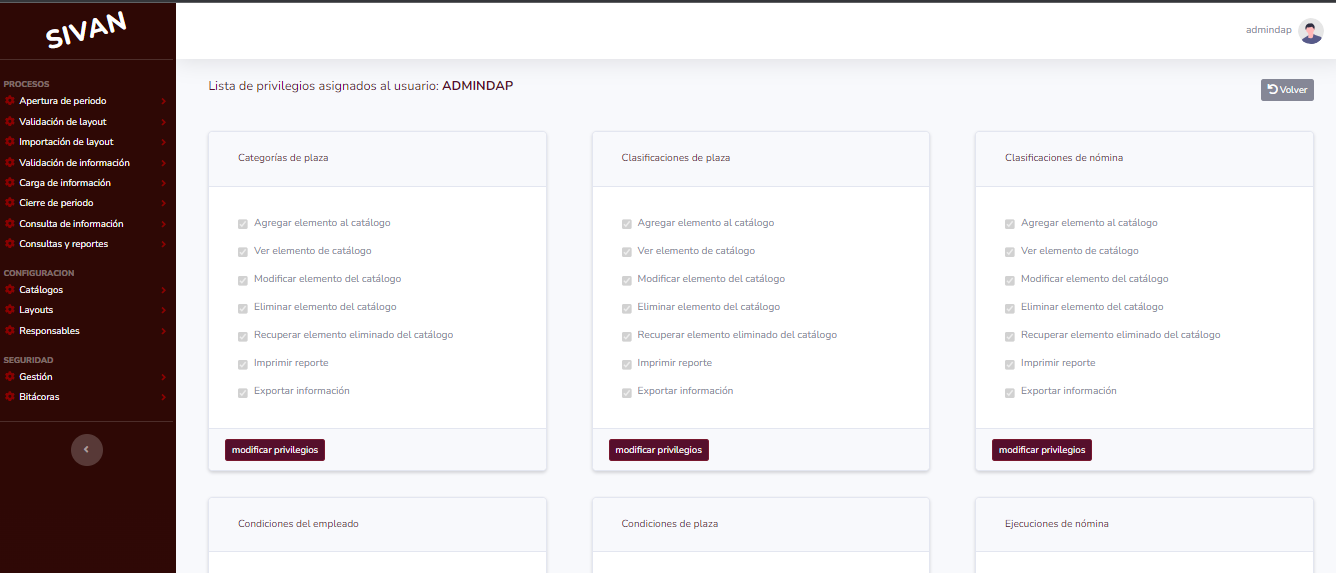 SIVAN
admindap
PROCESOS
Apertura de periodo
Validación de layout
Importación de layout
Validación de información
Carga de información
Cierre de periodo
Consulta de información
Consultas y reportes
CONFIGURACION
Catálogos
Layouts
Responsables
SEGURIDAD
Gestión
Bitácoras
Lista de privilegios asignados al usuario: ADMINDAP
Volver
Categorías de plaza
Agregar elemento al catálogo
Ver elemento de catálogo
Modificar elemento del catálogo
Eliminar elemento del catálogo
Recuperar elemento eliminado del catálogo
Imprimir reporte
Exportar información
modificar privilegios
Clasificaciones de plaza
Agregar elemento al catálogo
Ver elemento de catálogo
Modificar elemento del catálogo
Eliminar elemento del catálogo
Recuperar elemento eliminado del catálogo
Imprimir reporte
Exportar información
modificar privilegios
Clasificaciones de nómina
Agregar elemento al catálogo
Ver elemento de catálogo
Modificar elemento del catálogo
Eliminar elemento del catálogo
Recuperar elemento eliminado del catálogo
Imprimir reporte
Exportar información
modificar privilegios
Condiciones del empleado
Condiciones de plaza
Ejecuciones de nómina